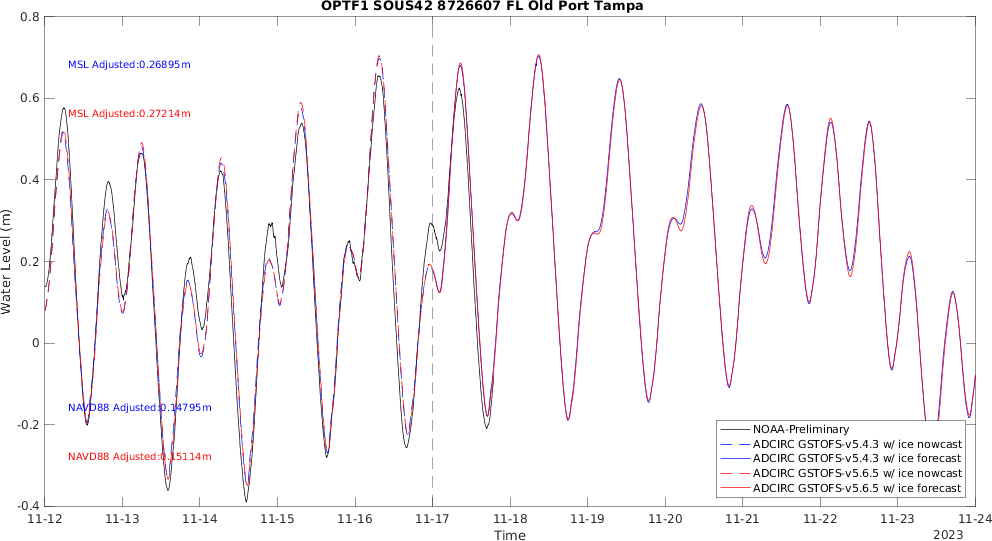 OPTF1 SOUS42 8726607 FL Old Port Tampa
0.8
0.6
0.4
0.2
0
-0.2
-0.4
Water Level (m)
MSL Adjusted:0.26895m
MSL Adjusted:0.27214m
NAVD88 Adjusted:0.14795m
NAVD88 Adjusted:0.15114m
NOAA-Preliminary
ADCIRC GSTOFS-v5.4.3 w/ ice nowcast
ADCIRC GSTOFS-v5.4.3 w/ ice forecast
ADCIRC GSTOFS-v5.6.5 w/ ice nowcast
ADCIRC GSTOFS-v5.6.5 w/ ice forecast
11-12 11-13 11-14 11-15 11-16 11-17 11-18 11-19 11-20 11-21 11-22 11-23 11-24
Time
2023